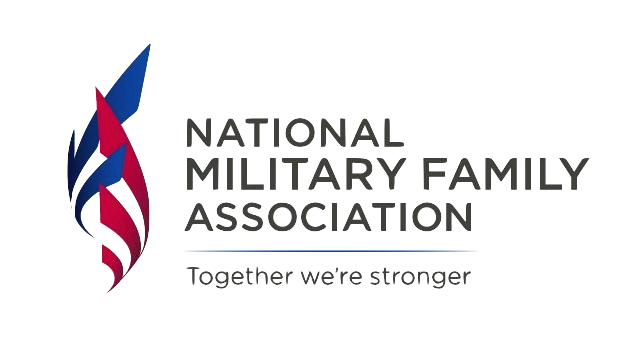 NATIONAL
MILITARY FAMILY
ASSOCIATION
Together we're stronger